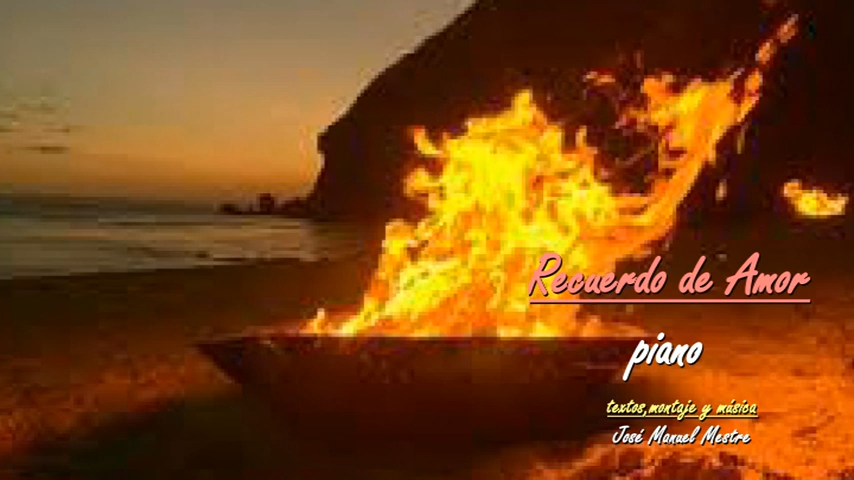 Recuerdo de Amor
piano
textos,montaje y música
José Manuel Mestre